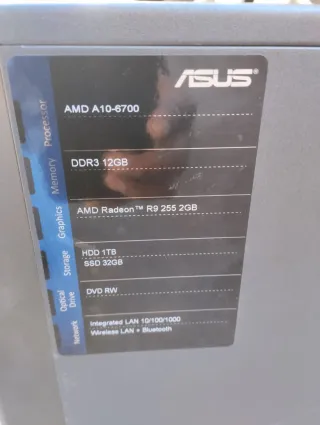 ASUS
Processor
AMD A10-6700
Memory
DDR3 12GB
Graphics
AMD Radeon™ R9 255 2GB
Storage
HDD 1TB
SSD 32GB
Optical
Drive
DVD RW
Network
Integrated LAN 10/100/1000
Wireless LAN + Bluetooth